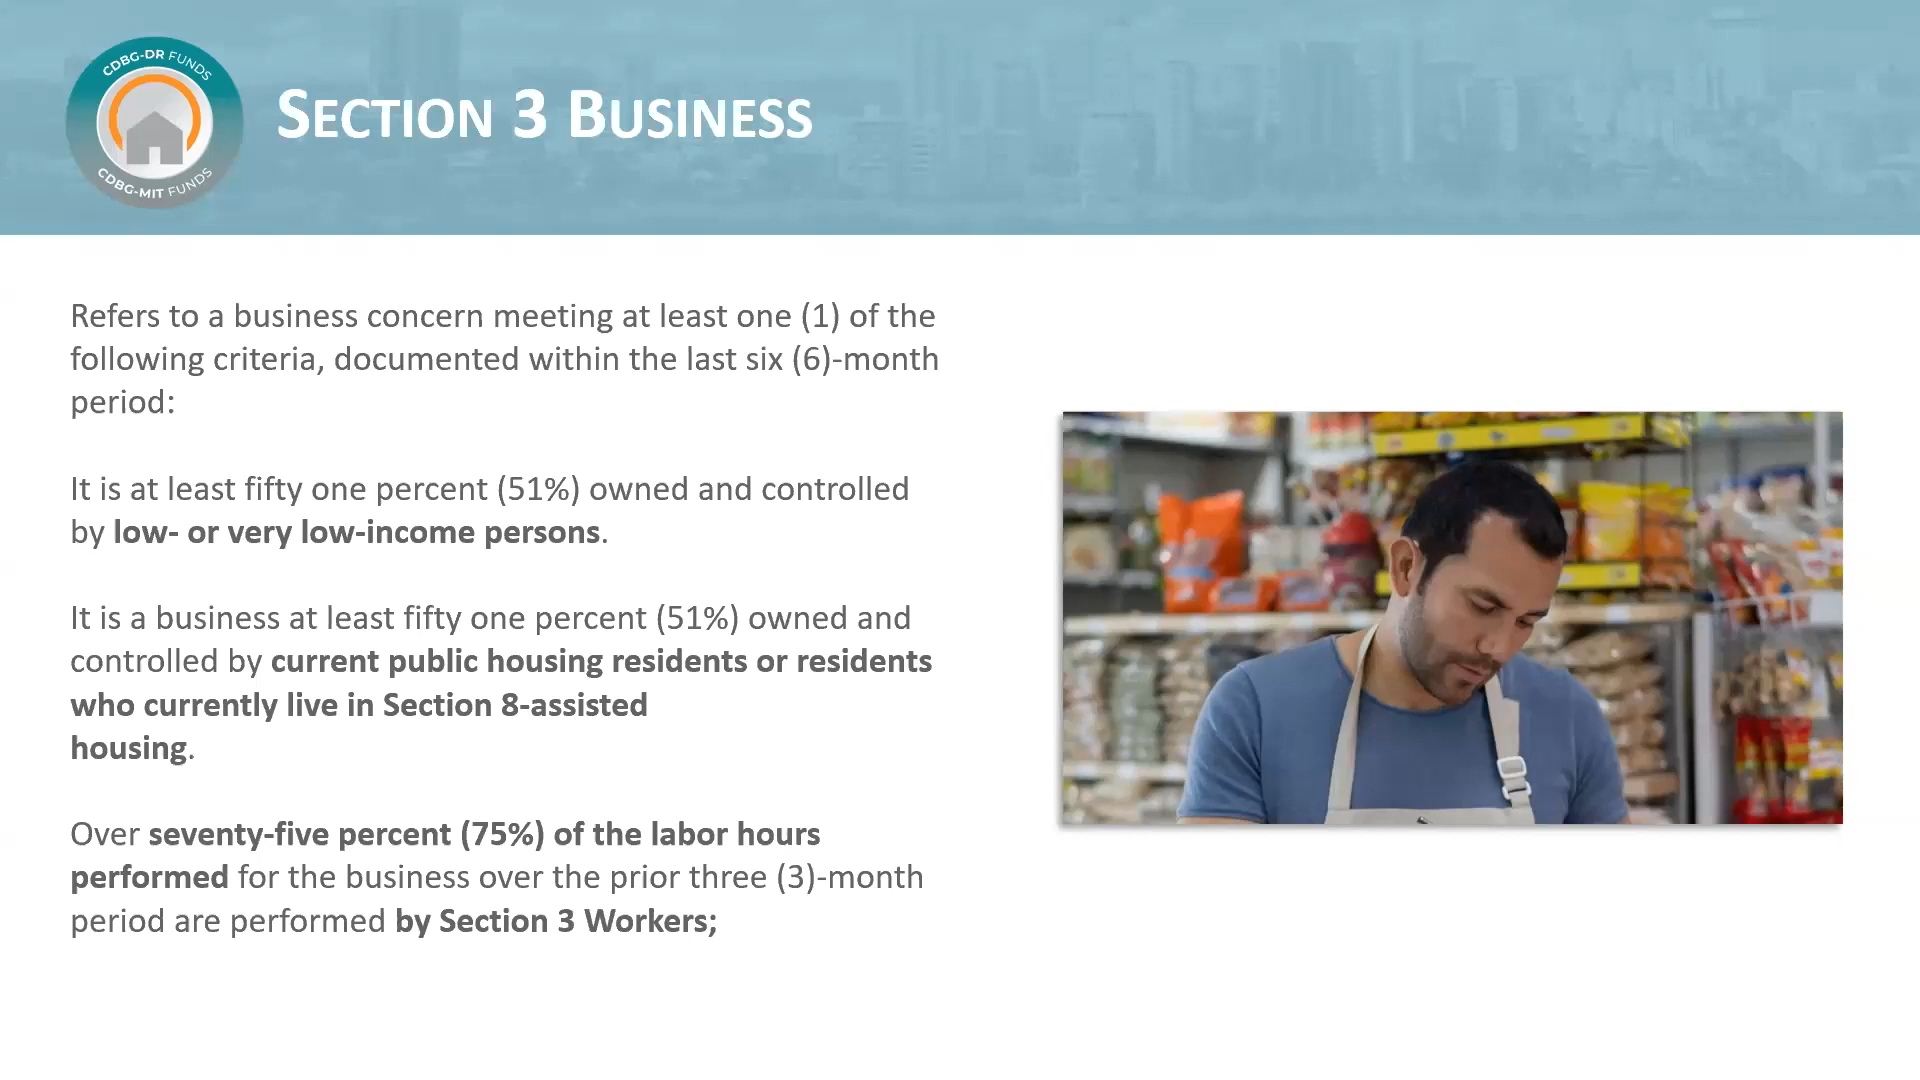 CDBG-DR FUNDS
CDBG-MIT FUNDS
SECTION 3 BUSINESS
Refers to a business concern meeting at least one (1) of the
following criteria, documented within the last six (6)-month
period:
It is at least fifty one percent (51%) owned and controlled
by low- or very low-income persons.
It is a business at least fifty one percent (51%) owned and
controlled by current public housing residents or residents
who currently live in Section 8-assisted
housing.
Over seventy-five percent (75%) of the labor hours
performed for the business over the prior three (3)-month
period are performed by Section 3 Workers;